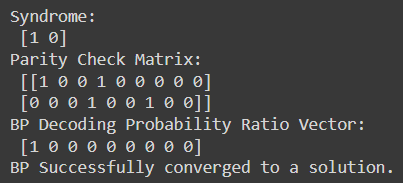 Syndrome:
[1 0]
Parity Check Matrix:
[[1 0 0 1 0 0 0 0 0]
[0 0 0 1 0 0 1 0 0]]
BP Decoding Probability Ratio Vector:
[1 0 0 0 0 0 0 0 0]
BP Successfully converged to a solution.